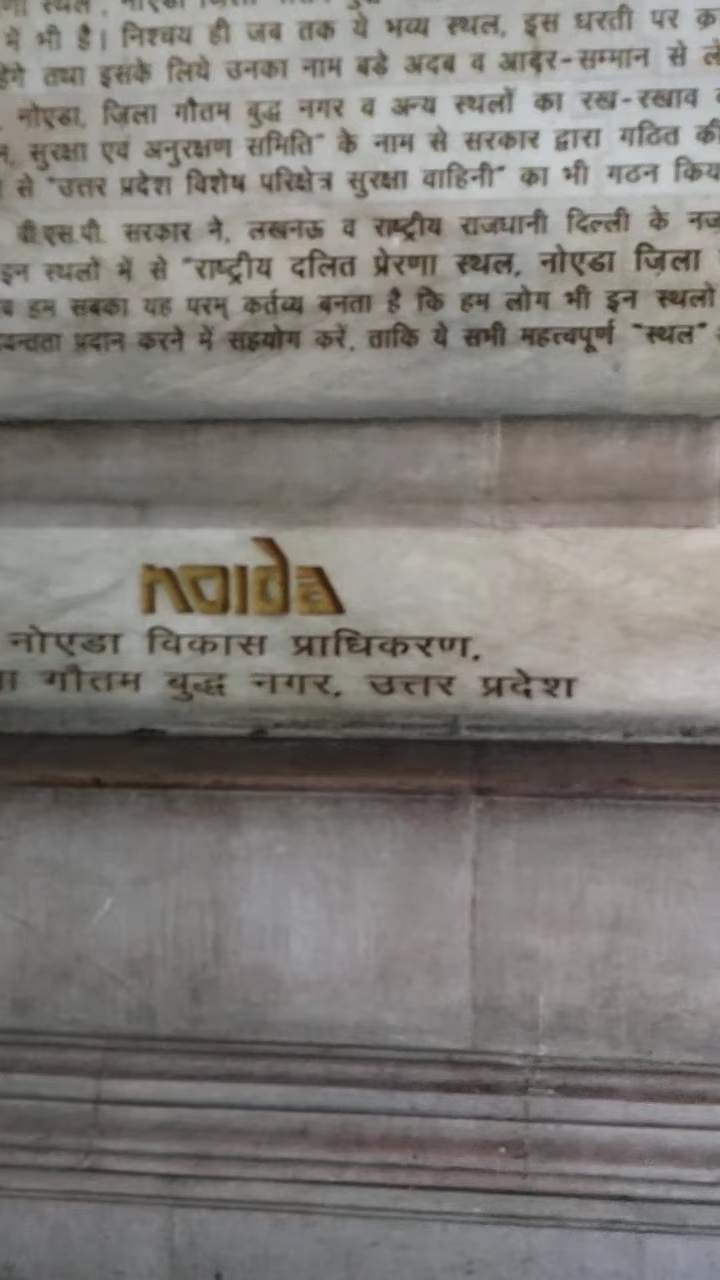 में भी है। निश्चय ही जब तक ये भव्य स्थल, इस धरती पर
तथा इसके लिये उनका नाम बड़े अदब व आदर-सम्मान से
नोएडा, जिला गौतम बुद्ध नगर व अन्य स्थलों का रख-रखाव
सुरक्षा एवं अनुरक्षण समिति" के नाम से सरकार द्वारा गठित की
से "उत्तर प्रदेश विशेष परिक्षेत्र सुरक्षा वाहिनी" का भी गठन
बी.एस.पी. सरकार ने, लखनऊ व राष्ट्रीय राजधानी दिल्ली के
इन स्थलों में से "राष्ट्रीय दलित प्रेरणा स्थल, नोएडा ज़िला
हम सबका यह परम् कर्तव्य बनता है कि हम लोग भी इन स्थलों
प्रदान करने में सहयोग करें, ताकि ये सभी महत्त्वपूर्ण "स्थल"
noida
नोएडा विकास प्राधिकरण,
गौतम बुद्ध नगर, उत्तर प्रदेश